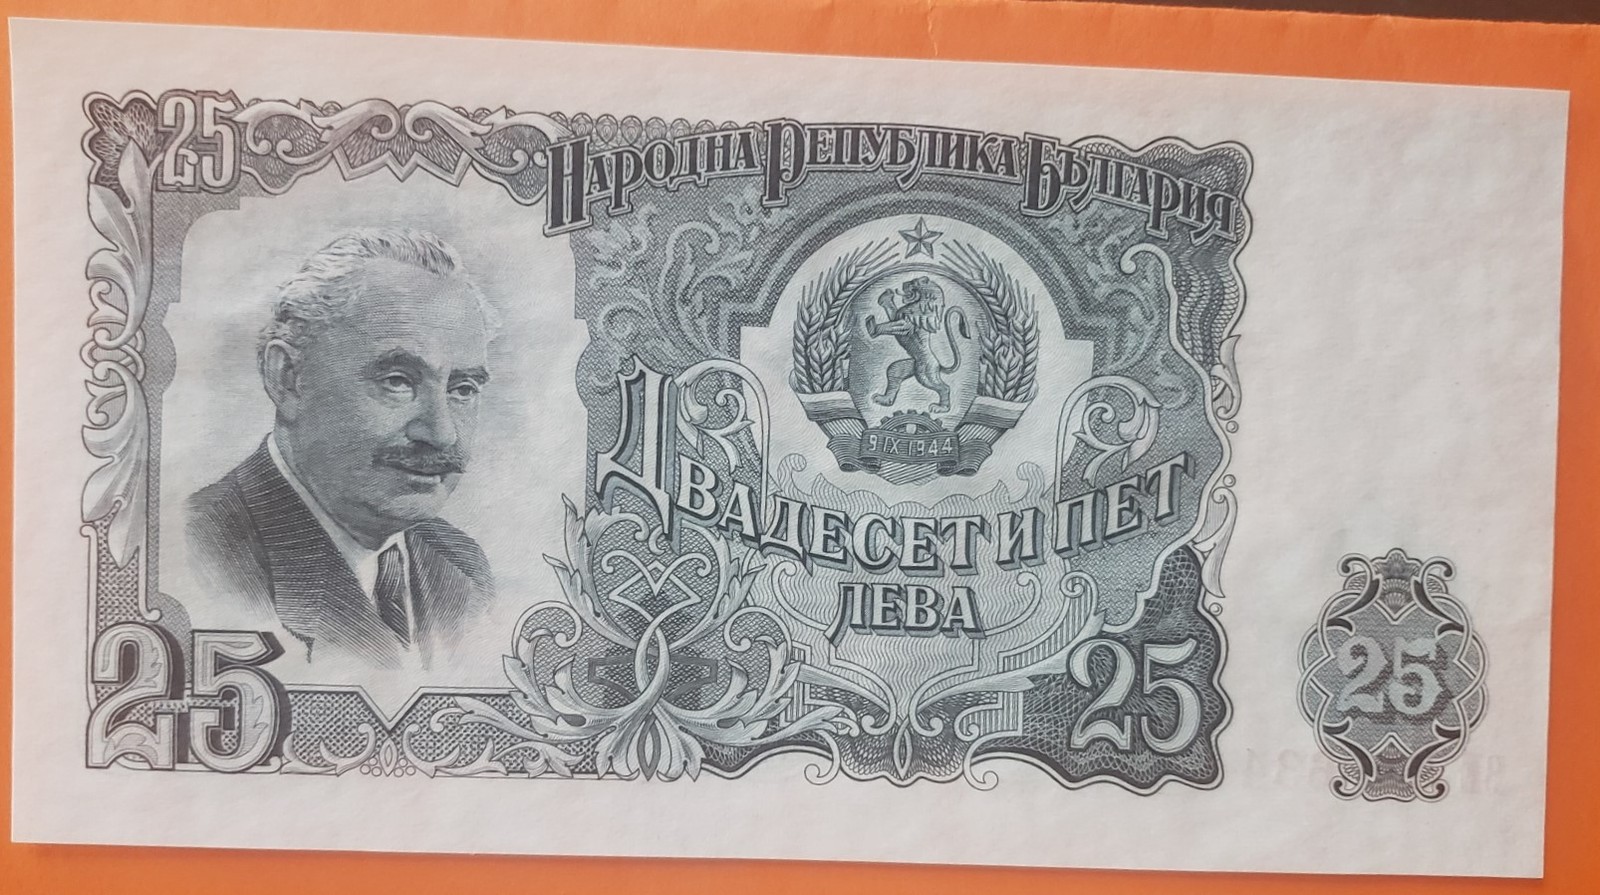 25
НАРОДНА РЕПУБЛИКА БЪЛГАРИЯ
9 IX 1944
ДВАДЕСЕТ И ПЕТ
ЛЕВА
25
25
25